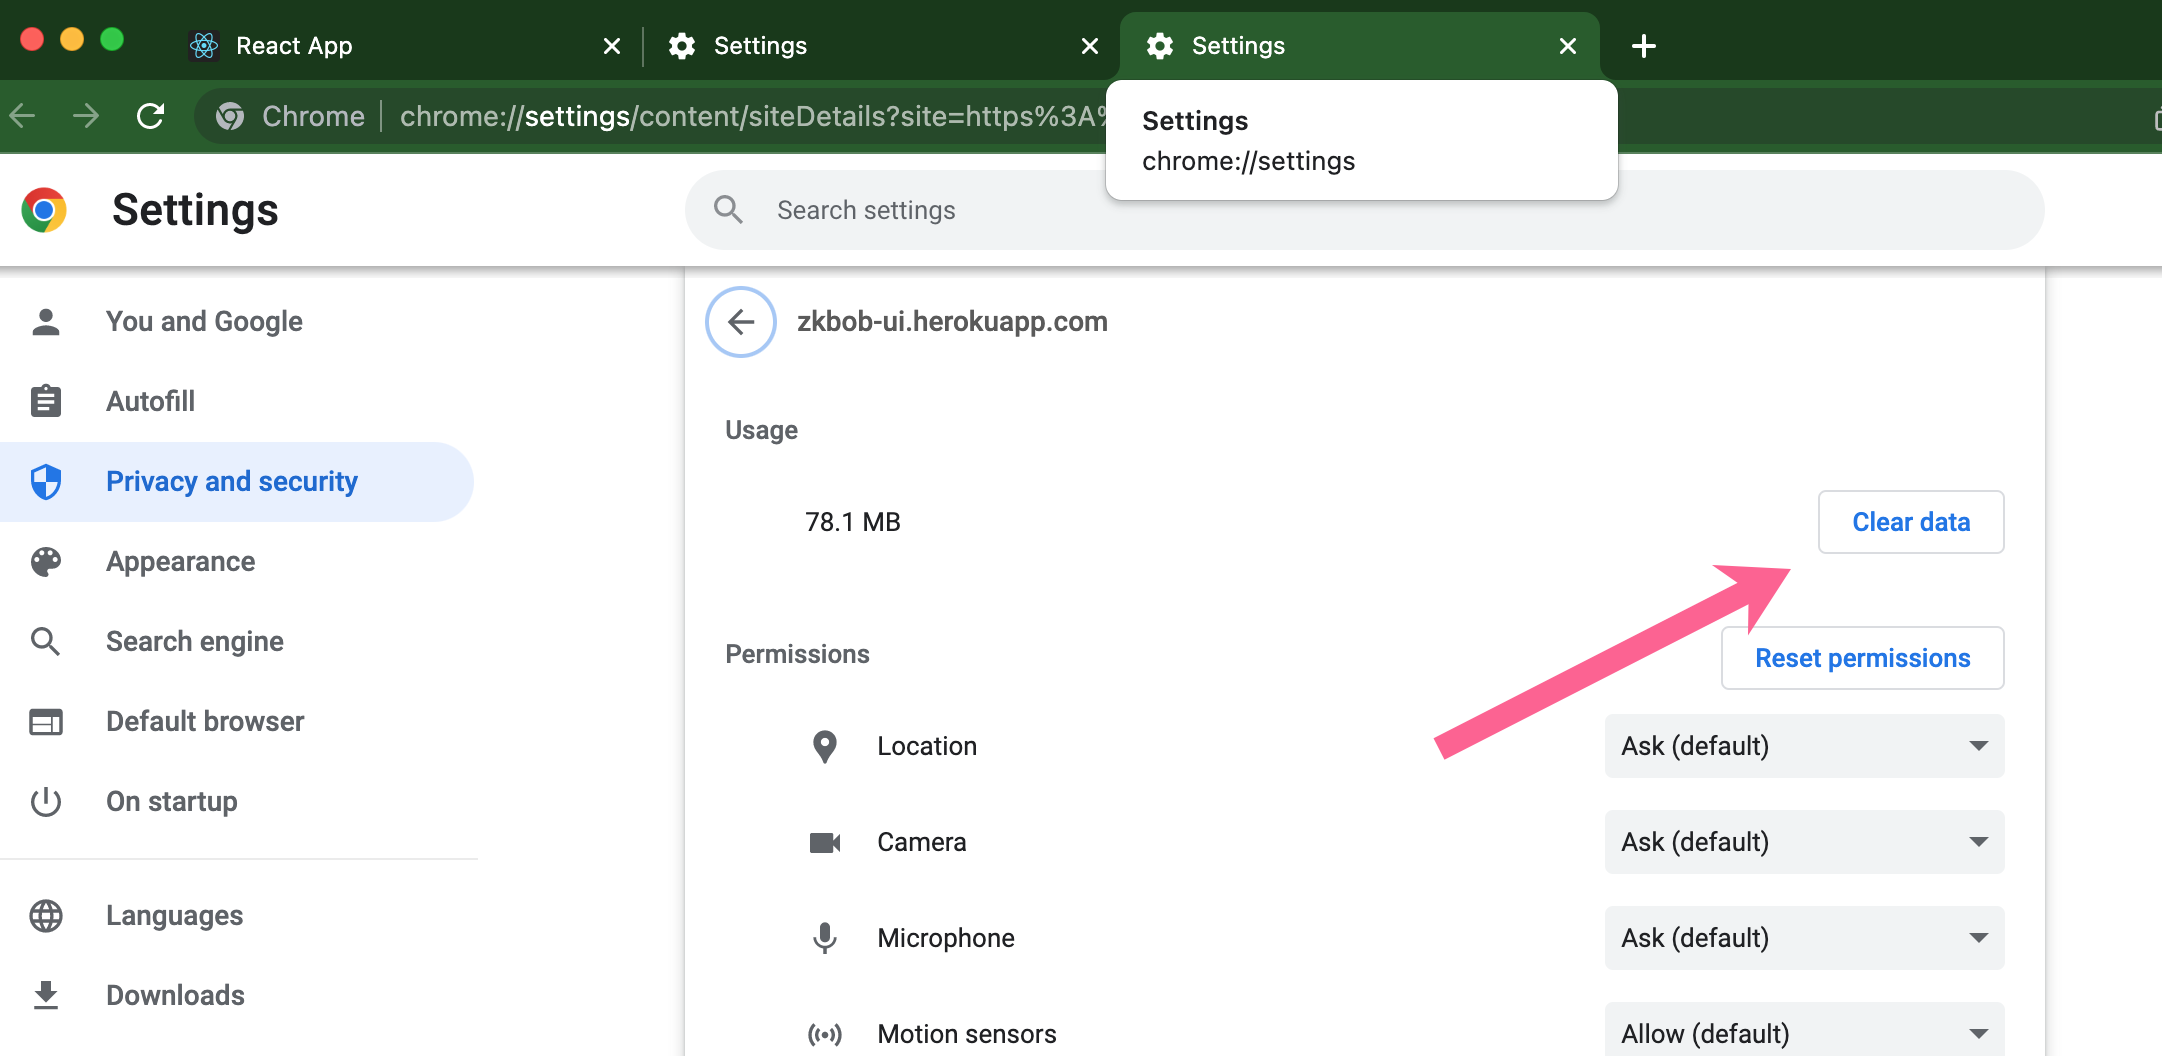 React App
Settings
Settings
Chrome
chrome://settings/content/siteDetails?site=https%3A%
Settings
chrome://settings
Settings
Search settings
You and Google
Autofill
Privacy and security
Appearance
Search engine
Default browser
On startup
Languages
Downloads
zkbob-ui.herokuapp.com
Usage
78.1 MB
Clear data
Permissions
Reset permissions
Location
Ask (default)
Camera
Ask (default)
Microphone
Ask (default)
Motion sensors
Allow (default)